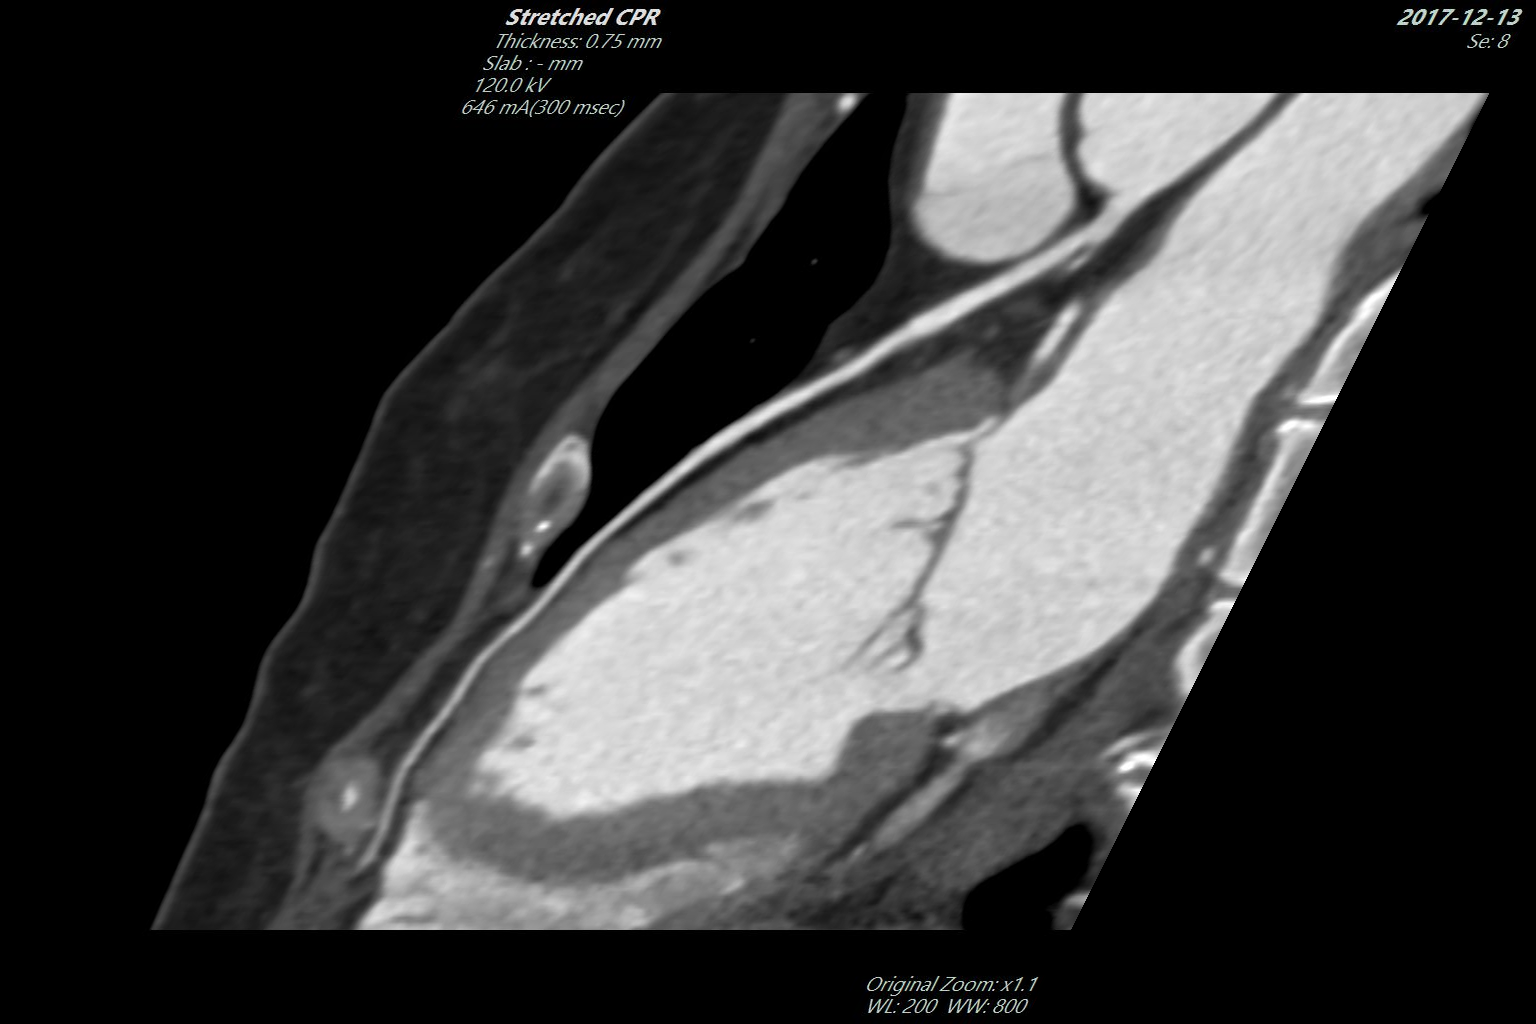 Stretched CPR
Thickness: 0.75 mm
Slab : - mm
120.0 kV
646 mA(300 msec)
2017-12-13
Se: 8
Original Zoom: x1.1
WL: 200 WW: 800